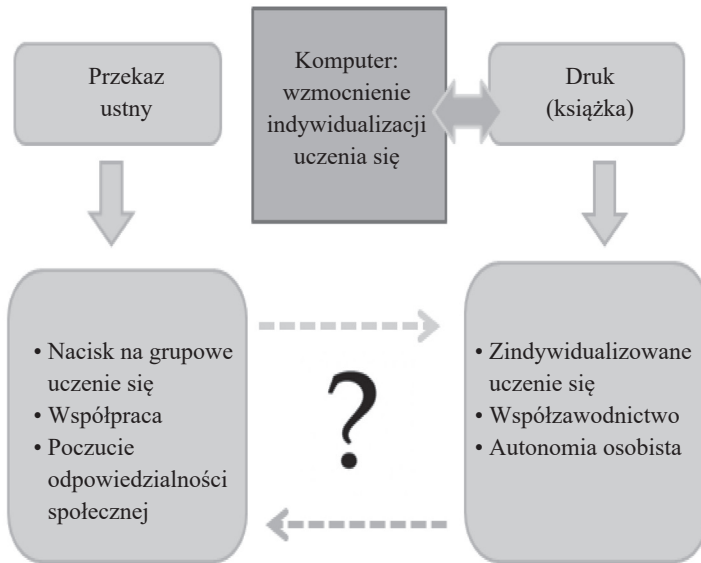 Przekaz
ustny
Komputer:
wzmocnienie
indywidualizacji
uczenia się
Druk
(książka)
• Nacisk na grupowe
uczenie się
• Współpraca
• Poczucie
odpowiedzialności
społecznej
?
• Zindywidualizowane
uczenie się
• Współzawodnictwo
• Autonomia osobista